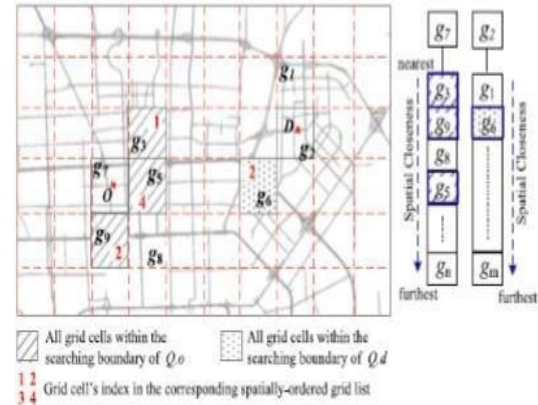 g1
1
D
g3
g2
g7
g5
2
O
4
g6
g9
2
g8
g7
g2
nearest
g3
g1
g9
g6
g8
g5
gn
gm
Spatial Closeness
Spatial Closeness
furthest
furthest
All grid cells within the
searching boundary of Q.o
All grid cells within the
searching boundary of Q.d
1 2
3 4
Grid cell's index in the corresponding spatially-ordered grid list